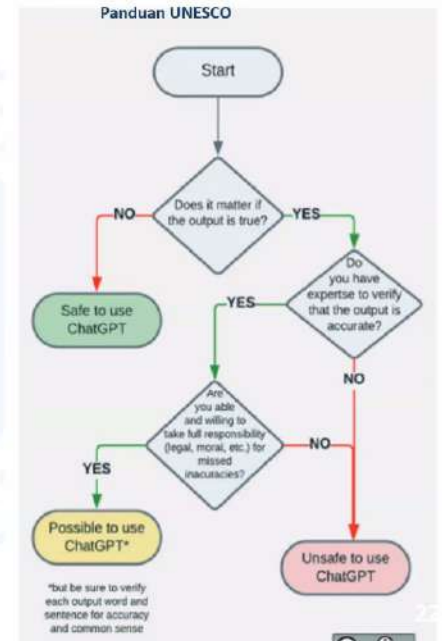 Panduan UNESCO
Start
Does it matter if
the output is true?
NO
YES
Safe to use
ChatGPT
Do
you have
expertse to verify
that the output is
accurate?
YES
NO
Are
you able
and willing to
take full responsibility
(legal, moral, etc.) for
missed
inacuracies?
YES
NO
Possible to use
ChatGPT*
Unsafe to use
ChatGPT
*but be sure to verify
each output word and
sentence for accuracy
and common sense